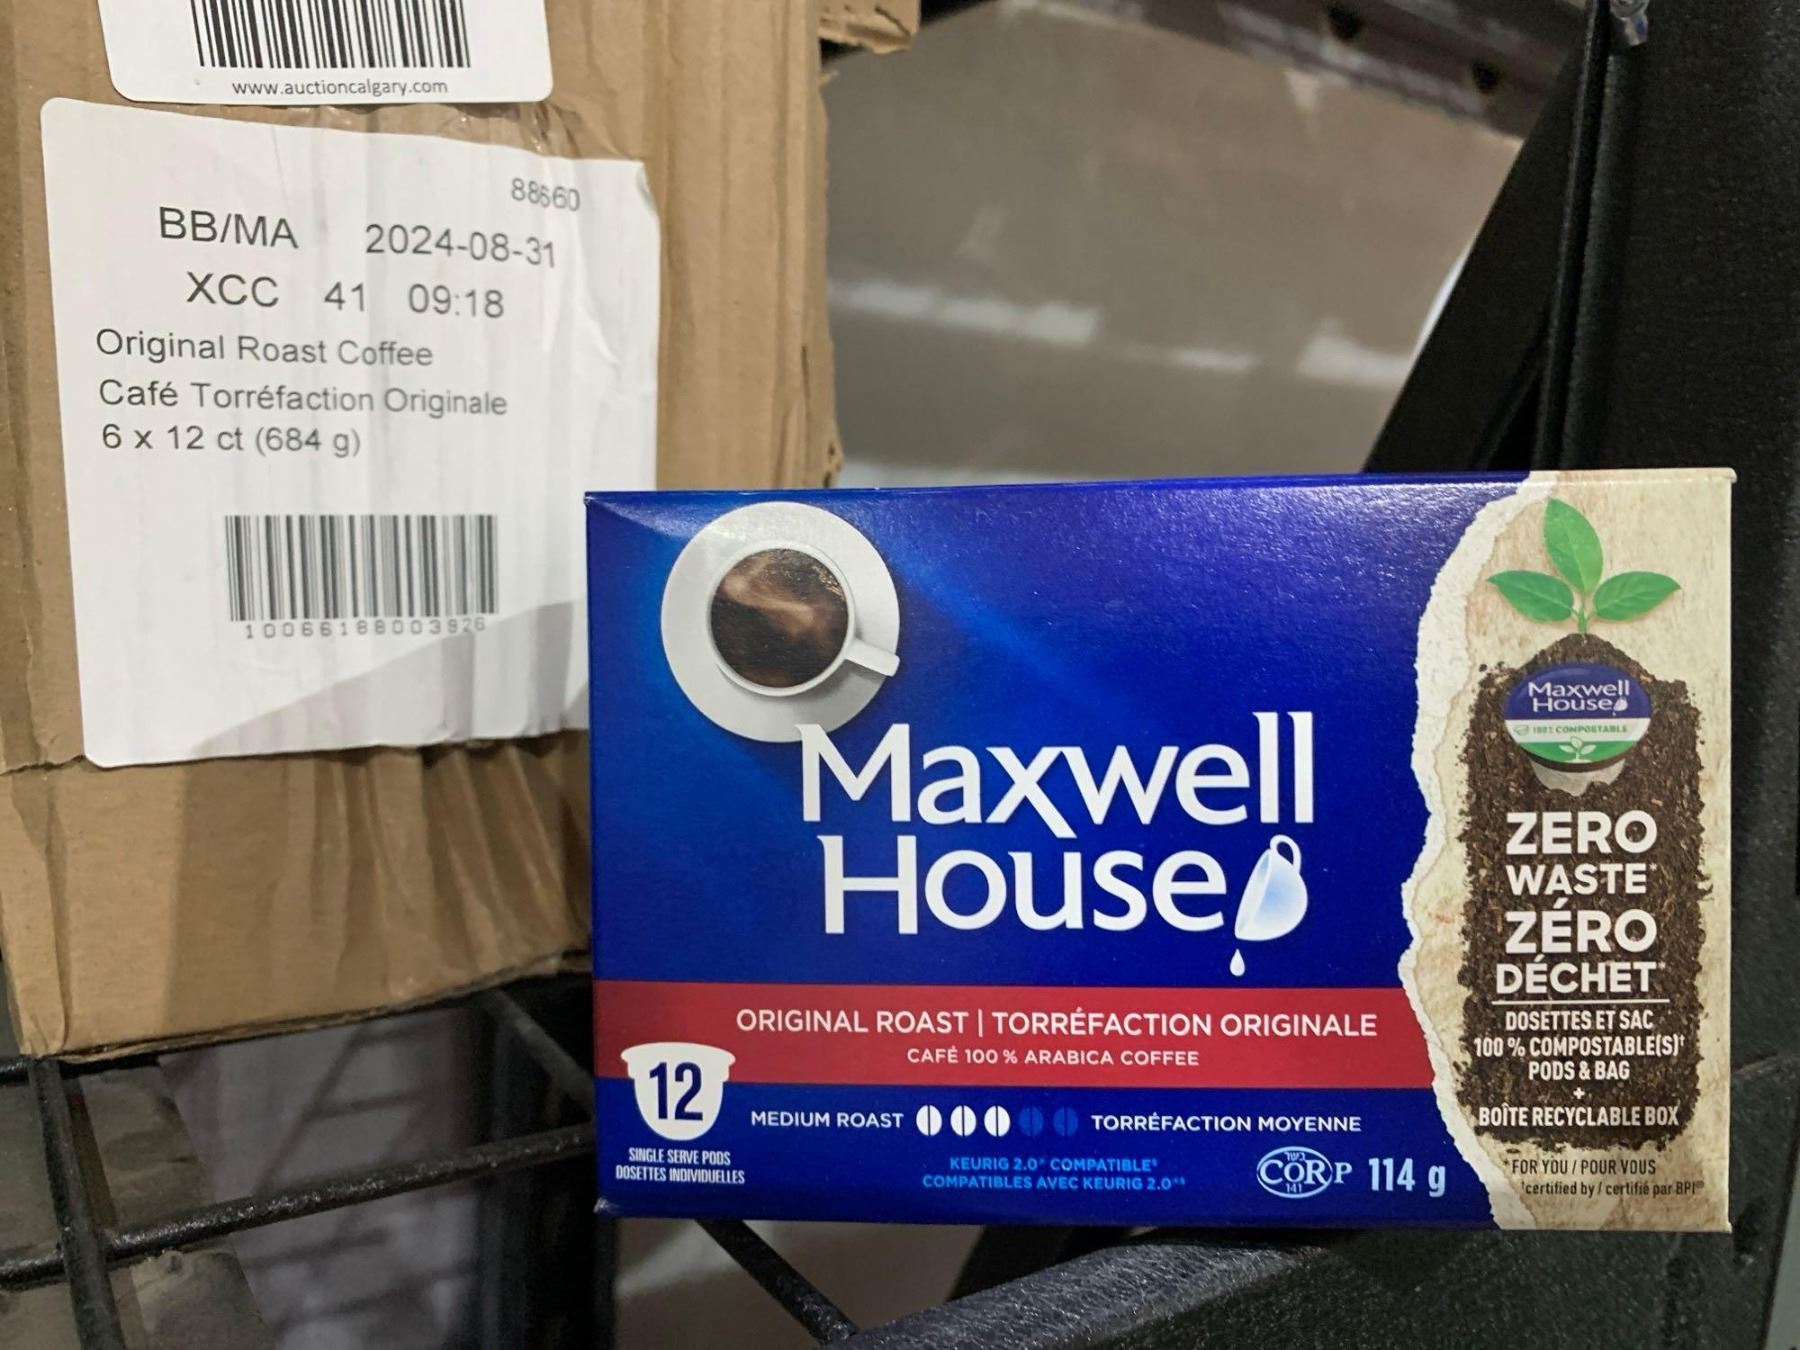 www.auctioncalgary.com
88660
BB/MA 2024-08-31
XCC 41 09:18
Original Roast Coffee
Café Torréfaction Originale
6 x 12 ct (684 g)
10066188003926
Maxwell
House
ORIGINAL ROAST | TORRÉFACTION ORIGINALE
CAFÉ 100 % ARABICA COFFEE
12
SINGLE SERVE PODS
DOSETTES INDIVIDUELLES
MEDIUM ROAST
TORRÉFACTION MOYENNE
KEURIG 2.0* COMPATIBLE*
COMPATIBLES AVEC KEURIG 2.0**
כשר
COR P
141
114 g
Maxwell
House
100% COMPOSTABLE
ZERO
WASTE*
ZÉRO
DÉCHET*
DOSETTES ET SAC
100 % COMPOSTABLE(S)†
PODS & BAG
+
BOÎTE RECYCLABLE BOX
*FOR YOU / POUR VOUS
†certified by / certifié par BPI®